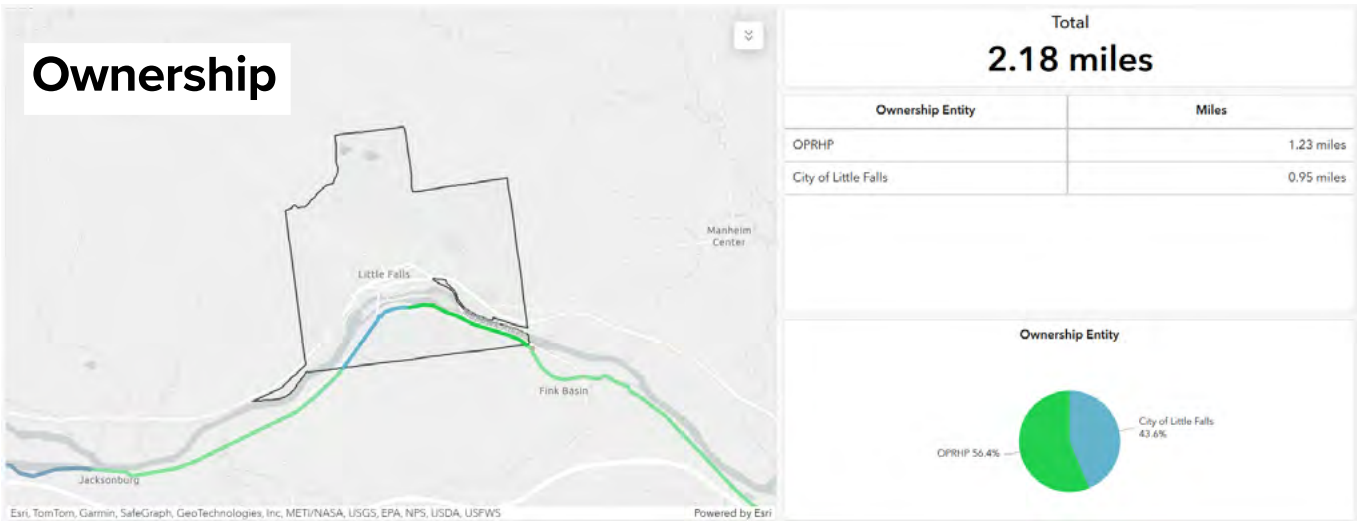 Ownership
Little Falls
Manheim
Center
Fink Basin
Jacksonburg
Esri, TomTom, Garmin, SafeGraph, GeoTechnologies, Inc, METI/NASA, USGS, EPA, NPS, USDA, USFWS
Powered by Esri
Total
2.18 miles
Ownership Entity Miles
OPRHP 1.23 miles
City of Little Falls 0.95 miles
Ownership Entity
City of Little Falls
43.6%
OPRHP 56.4%